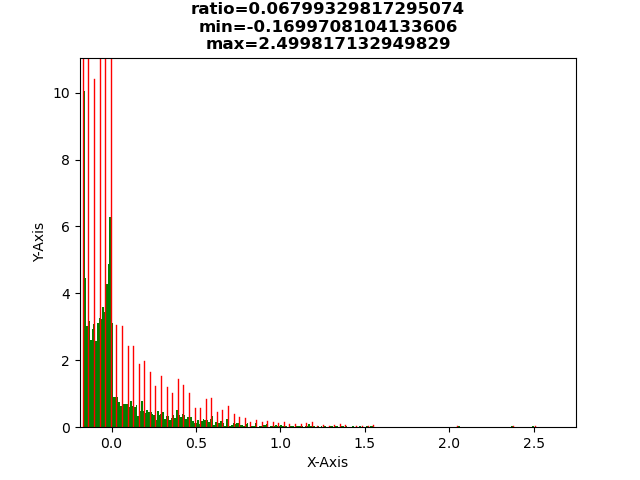 ratio=0.06799329817295074
min=-0.1699708104133606
max=2.499817132949829
10
8
6
4
2
0
Y-Axis
0.0 0.5 1.0 1.5 2.0 2.5
X-Axis